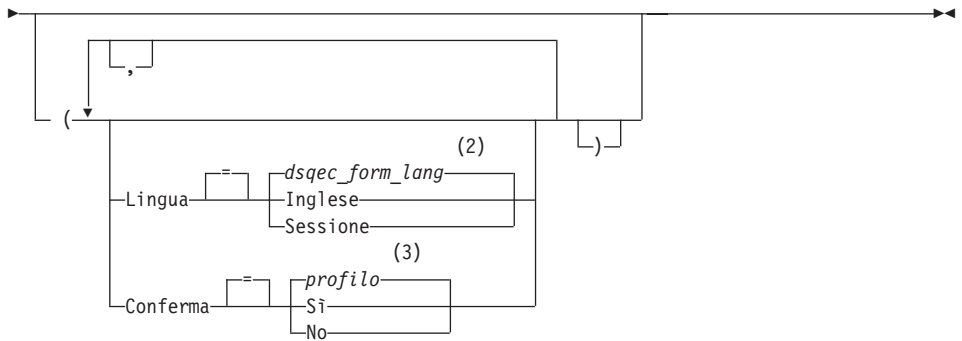 ,
(
)
(2)
= dsqec_form_lang
Lingua Inglese
Sessione
(3)
= profilo
Conferma Sì
No